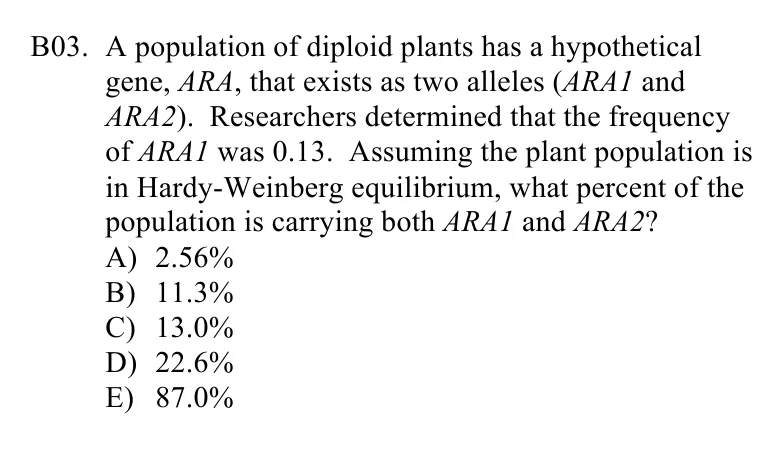 B03. A population of diploid plants has a hypothetical
gene, ARA, that exists as two alleles (ARA1 and
ARA2). Researchers determined that the frequency
of ARA1 was 0.13. Assuming the plant population is
in Hardy-Weinberg equilibrium, what percent of the
population is carrying both ARA1 and ARA2?
A) 2.56%
B) 11.3%
C) 13.0%
D) 22.6%
E) 87.0%